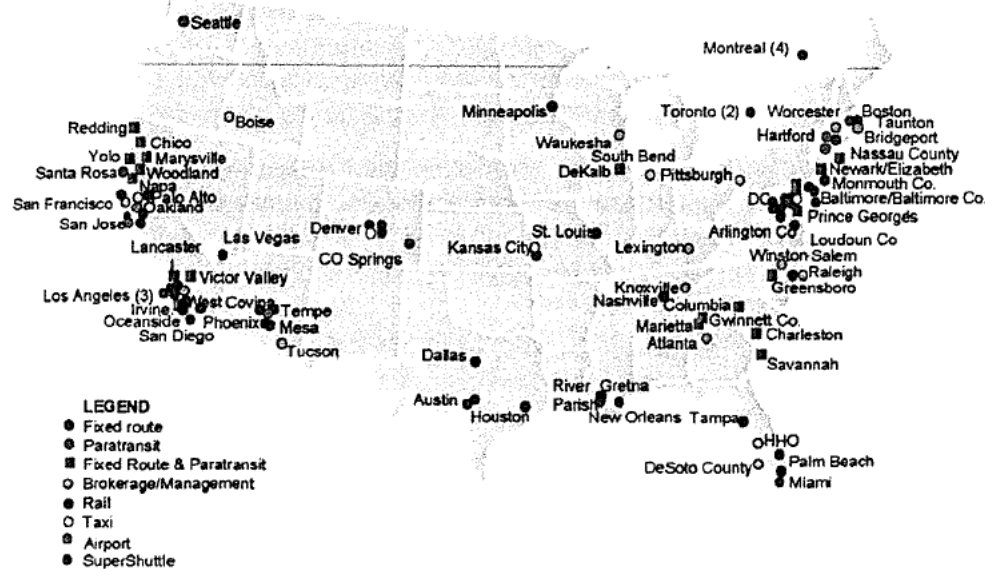 Seattle
Montreal (4)
Minneapolis
Toronto (2)
Worcester
Boston
Taunton
Boise
Hartford
Bridgeport
Redding
Chico
Waukesha
Nassau County
Yolo
Marysville
South Bend
Santa Rosa
Woodland
DeKalb
Pittsburgh
Newark/Elizabeth
Napa
Monmouth Co.
Palo Alto
DC
Baltimore/Baltimore Co.
San Francisco
Oakland
Prince Georges
San Jose
Denver
St. Louis
Arlington Co
Las Vegas
Loudoun Co
Lancaster
Kansas City
Lexington
CO Springs
Winston-Salem
Victor Valley
Raleigh
Knoxville
Greensboro
Los Angeles (3)
West Covina
Nashville
Columbia
Irvine
Tempe
Gwinnett Co.
Oceanside
Phoenix
Mesa
Marietta
Charleston
San Diego
Atlanta
Tucson
Dallas
Savannah
River
Gretna
Parish
Austin
Houston
New Orleans
Tampa
LEGEND
Fixed route
HHO
Paratransit
Palm Beach
Fixed Route & Paratransit
DeSoto County
Brokerage/Management
Miami
Rail
Taxi
Airport
SuperShuttle